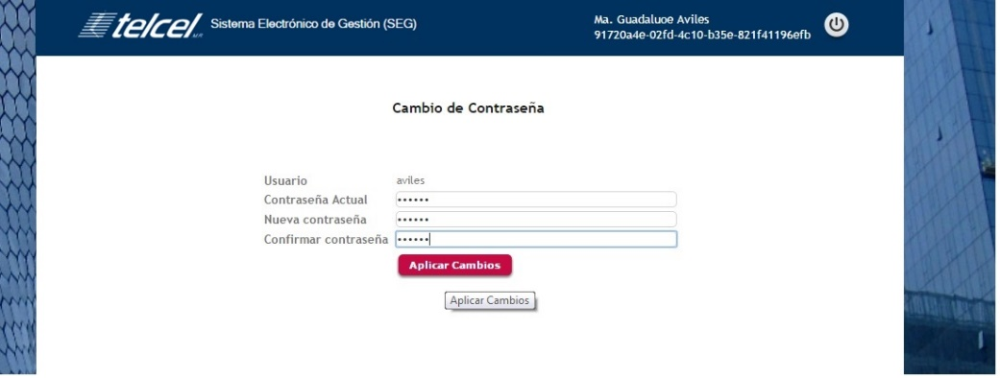 telcel Sistema Electrónico de Gestión (SEG)
Ma. Guadaluoe Aviles
91720a4e-02fd-4c10-b35e-821f41196efb
Cambio de Contraseña
Usuario aviles
Contraseña Actual ••••••
Nueva contraseña ••••••
Confirmar contraseña ••••••
Aplicar Cambios
Aplicar Cambios